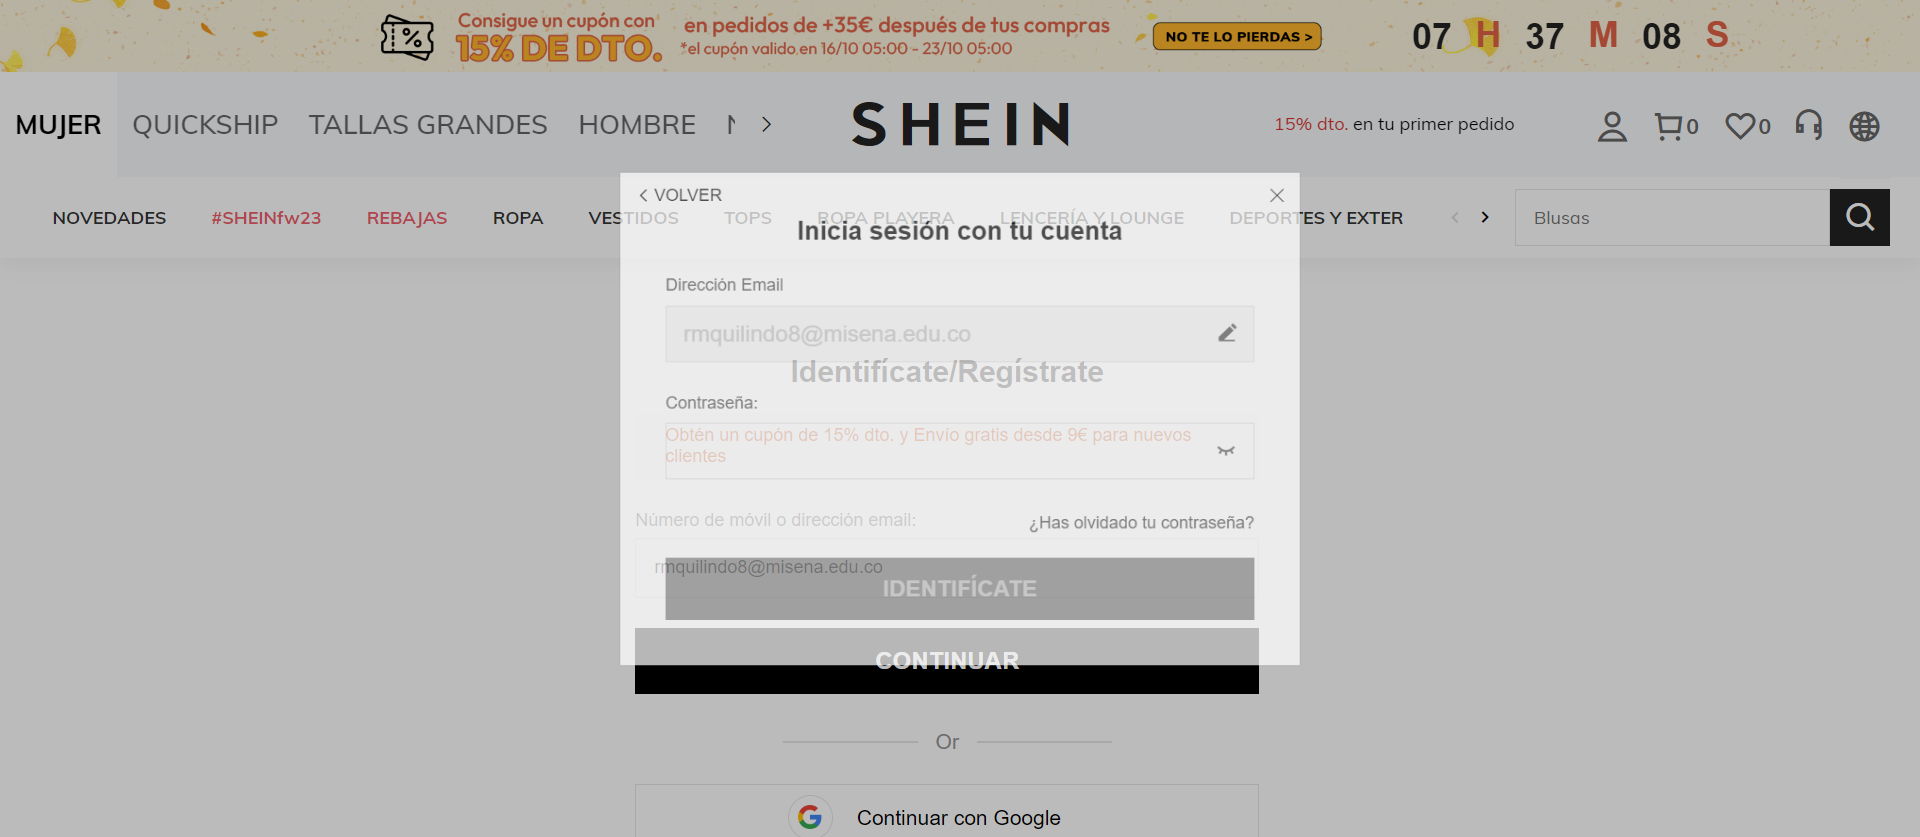 Consigue un cupón con
15% DE DTO.
en pedidos de +35€ después de tus compras
*el cupón valido en 16/10 05:00 - 23/10 05:00
NO TE LO PIERDAS >
07 H 37 M 08 S
MUJER QUICKSHIP TALLAS GRANDES HOMBRE
SHEIN
15% dto. en tu primer pedido
0
0
VOLVER
NOVEDADES #SHEINfw23 REBAJAS ROPA VESTIDOS TOPS ROPA PLAYERA LENCERÍA Y LOUNGE DEPORTES Y EXTER
Blusas
Inicia sesión con tu cuenta
Dirección Email
rmquilindo8@misena.edu.co
Identifícate/Regístrate
Contraseña:
Obtén un cupón de 15% dto. y Envío gratis desde 9€ para nuevos
clientes
Número de móvil o dirección email:
¿Has olvidado tu contraseña?
rmquilindo8@misena.edu.co
IDENTIFÍCATE
CONTINUAR
Or
Continuar con Google